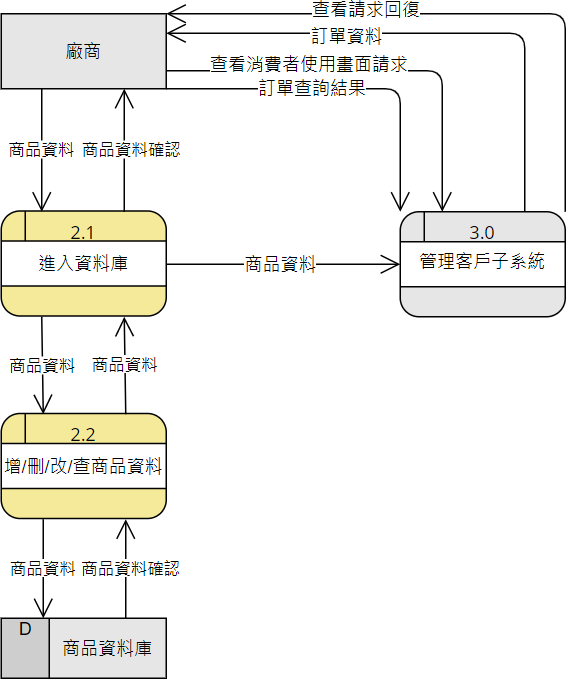 查看請求回復
訂單資料
廠商
查看消費者使用畫面請求
訂單查詢結果
商品資料
商品資料確認
2.1
進入資料庫
商品資料
3.0
管理客戶子系統
商品資料
商品資料
2.2
增/刪/改/查商品資料
商品資料
商品資料確認
D
商品資料庫